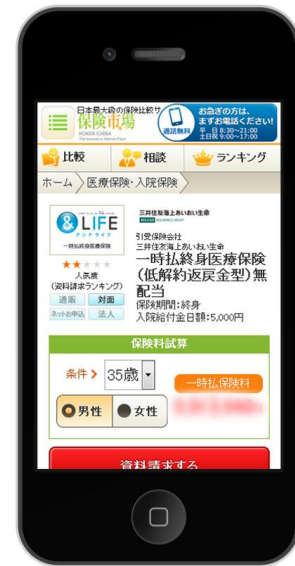 日本最大級の保険比較サ
保険市場
HOKEN ICHIBA
通話無料
お急ぎの方は、
まずお電話ください!
平 日 8:30~21:00
土日祝 9:00~17:00
比較
相談
ランキング
ホーム
医療保険・入院保険
&LIFE
アンドライフ
一時払終身医療保険
人気度
(資料請求ランキング)
通販
対面
ネットお申込
法人
三井住友海上あいおい生命
MS&AD INSURANCE GROUP
引受保険会社
三井住友海上あいおい生命
一時払終身医療保険
(低解約返戻金型)無
配当
保険期間:終身
入院給付金日額:5,000円
保険料試算
条件
35歳
一時払保険料
男性
女性
資料請求する